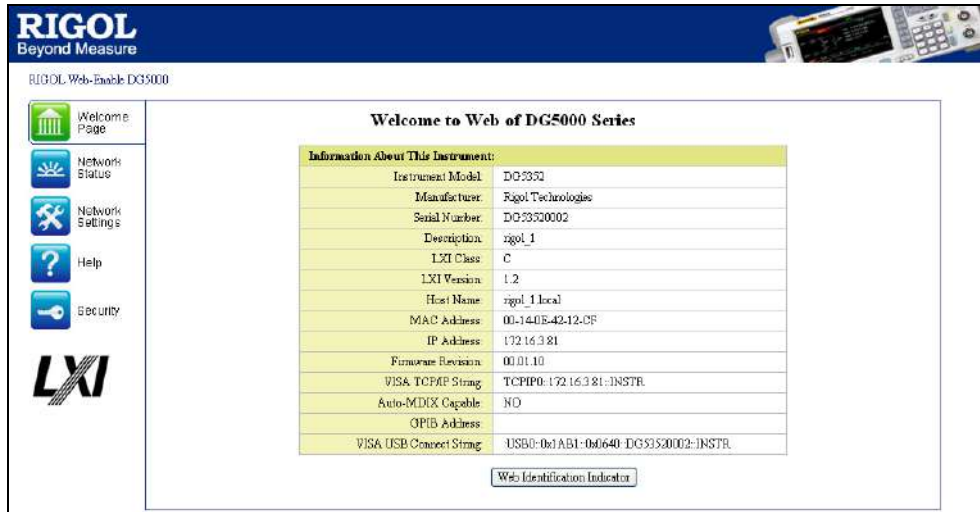 RIGOL
Beyond Measure
RIGOL Web-Enable DG5000
Welcome Page
Network Status
Network Settings
Help
Security
LXI
Welcome to Web of DG5000 Series
Information About This Instrument:
Instrument Model: DG5352
Manufacturer: Rigol Technologies
Serial Number: DG53520002
Description: rigol_1
LXI Class: C
LXI Version: 1.2
Host Name: rigol_1.local
MAC Address: 00-14-0E-42-12-CF
IP Address: 172.16.3.81
Firmware Revision: 00.01.10
VISA TCP/IP String: TCPIP0::172.16.3.81::INSTR
Auto-MDIX Capable: NO
GPIB Address:
VISA USB Connect String: USB0::0x1AB1::0x0640::DG53520002::INSTR
Web Identification Indicator